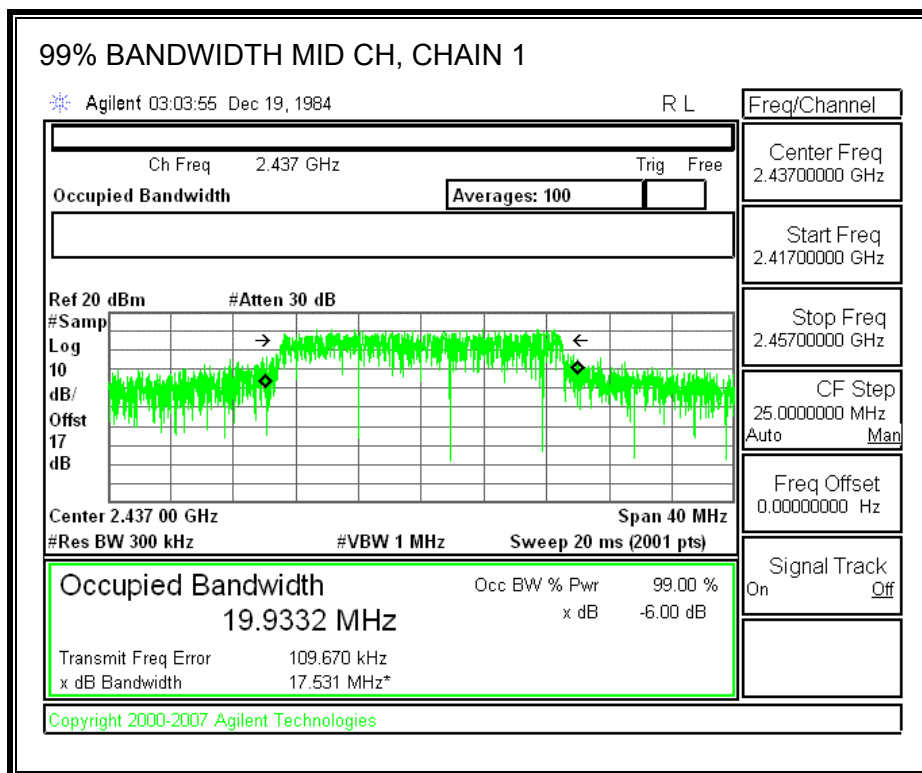 99% BANDWIDTH MID CH, CHAIN 1
Agilent 03:03:55 Dec 19, 1984 R L
Freq/Channel
Ch Freq 2.437 GHz Trig Free
Occupied Bandwidth Averages: 100
Center Freq
2.43700000 GHz
Start Freq
2.41700000 GHz
Stop Freq
2.45700000 GHz
CF Step
25.0000000 MHz
Auto Man
Freq Offset
0.00000000 Hz
Signal Track
On Off
Ref 20 dBm #Atten 30 dB
#Samp
Log
10
dB/
Offst
17
dB
Center 2.437 00 GHz Span 40 MHz
#Res BW 300 kHz #VBW 1 MHz Sweep 20 ms (2001 pts)
Occupied Bandwidth Occ BW % Pwr 99.00 %
19.9332 MHz x dB -6.00 dB
Transmit Freq Error 109.670 kHz
x dB Bandwidth 17.531 MHz*
Copyright 2000-2007 Agilent Technologies